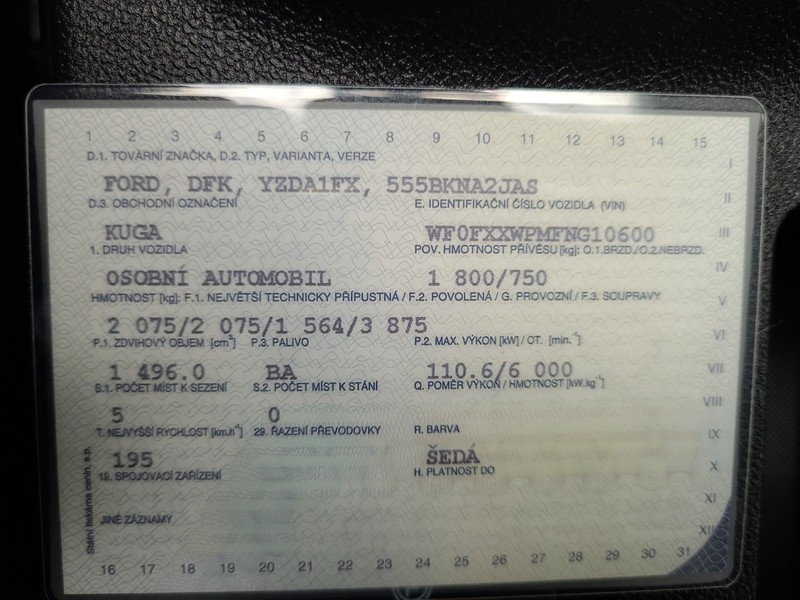 1 2 3 4 5 6 7 8 9 10 11 12 13 14 15
I
D.1. TOVÁRNÍ ZNAČKA, D.2. TYP, VARIANTA, VERZE
FORD, DFK, YZDA1FX, 555BKNA2JAS
II
D.3. OBCHODNÍ OZNAČENÍ E. IDENTIFIKAČNÍ ČÍSLO VOZIDLA (VIN)
KUGA WF0FXXWPMFNG10600
III
1. DRUH VOZIDLA POV. HMOTNOST PŘÍVĚSU [kg]: O.1.BRZD./O.2.NEBRZD.
OSOBNÍ AUTOMOBIL 1 800/750
IV
HMOTNOST [kg]: F.1. NEJVĚTŠÍ TECHNICKY PŘÍPUSTNÁ / F.2. POVOLENÁ / G. PROVOZNÍ / F.3. SOUPRAVY
V
2 075/2 075/1 564/3 875
VI
P.1. ZDVIHOVÝ OBJEM [cm³] P.3. PALIVO P.2. MAX. VÝKON [kW] / OT. [min.⁻¹]
1 496.0 BA 110.6/6 000
VII
S.1. POČET MÍST K SEZENÍ S.2. POČET MÍST K STÁNÍ Q. POMĚR VÝKON / HMOTNOST [kW.kg⁻¹]
5 0
VIII
T. NEJVYŠŠÍ RYCHLOST [km.h⁻¹] 29. ŘAZENÍ PŘEVODOVKY R. BARVA
IX
195 ŠEDÁ
X
19. SPOJOVACÍ ZAŘÍZENÍ H. PLATNOST DO
XI
JINÉ ZÁZNAMY
XII
Státní tiskárna cenin, s.p.
16 17 18 19 20 21 22 23 24 25 26 27 28 29 30 31